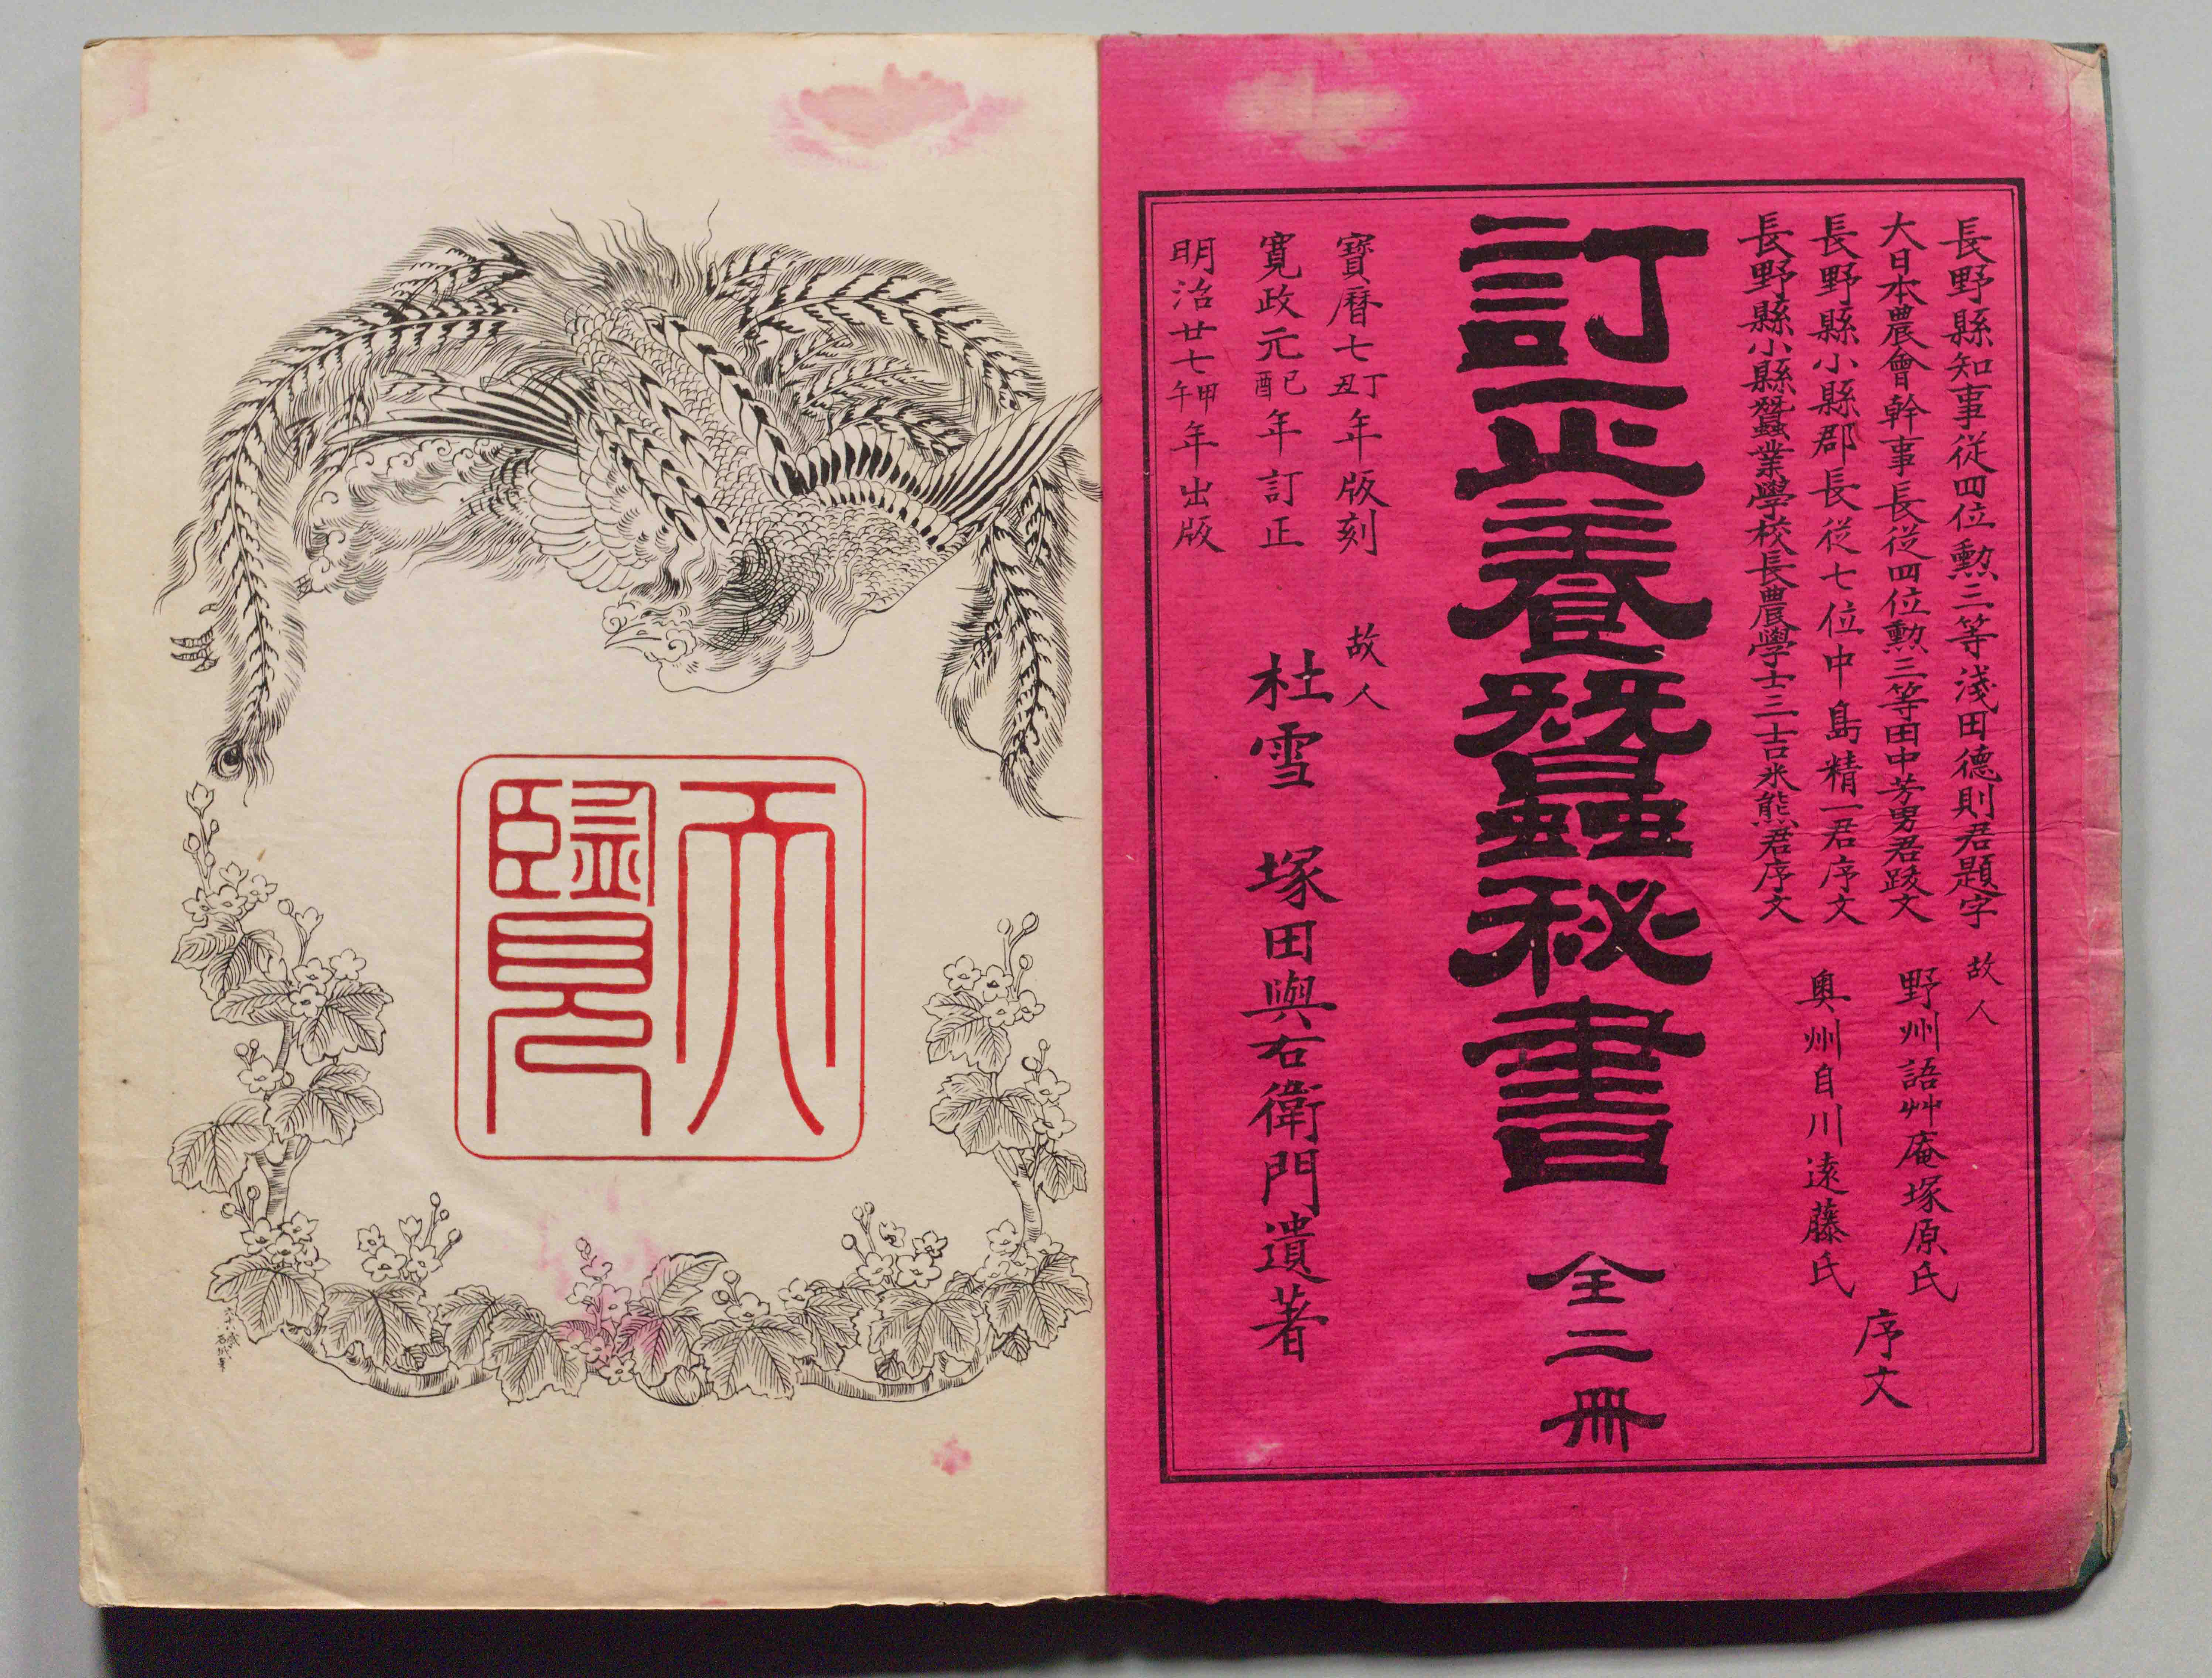 長野縣知事従四位勲三等淺田德則君題字
大日本農會幹事長従四位勲三等田中芳男君跋文
長野縣小縣郡長従七位中島精一君序文
長野縣小縣蠶業學校長農學士三吉米熊君序文
故人
野州語艸庵塚原氏
奥州自川遠藤氏
序文
訂正養蠶秘書 全二冊
故人
杜雪 塚田與右衛門遺著
寶曆七丁丑年版刻
寛政元己酉年訂正
明治廿七甲午年出版
天
覽